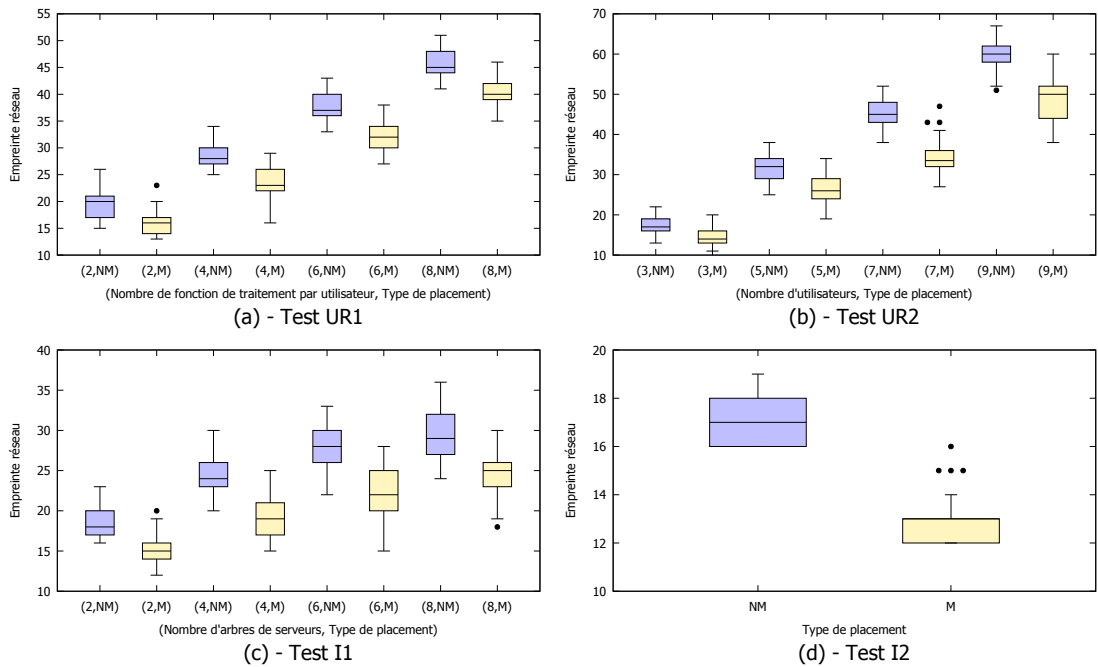 55
50
45
40
35
30
25
20
15
10
Empreinte réseau
(2,NM) (2,M) (4,NM) (4,M) (6,NM) (6,M) (8,NM) (8,M)
(Nombre de fonction de traitement par utilisateur, Type de placement)
(a) - Test UR1
70
60
50
40
30
20
10
Empreinte réseau
(3,NM) (3,M) (5,NM) (5,M) (7,NM) (7,M) (9,NM) (9,M)
(Nombre d'utilisateurs, Type de placement)
(b) - Test UR2
40
35
30
25
20
15
10
Empreinte réseau
(2,NM) (2,M) (4,NM) (4,M) (6,NM) (6,M) (8,NM) (8,M)
(Nombre d'arbres de serveurs, Type de placement)
(c) - Test I1
20
18
16
14
12
10
Empreinte réseau
NM M
Type de placement
(d) - Test I2